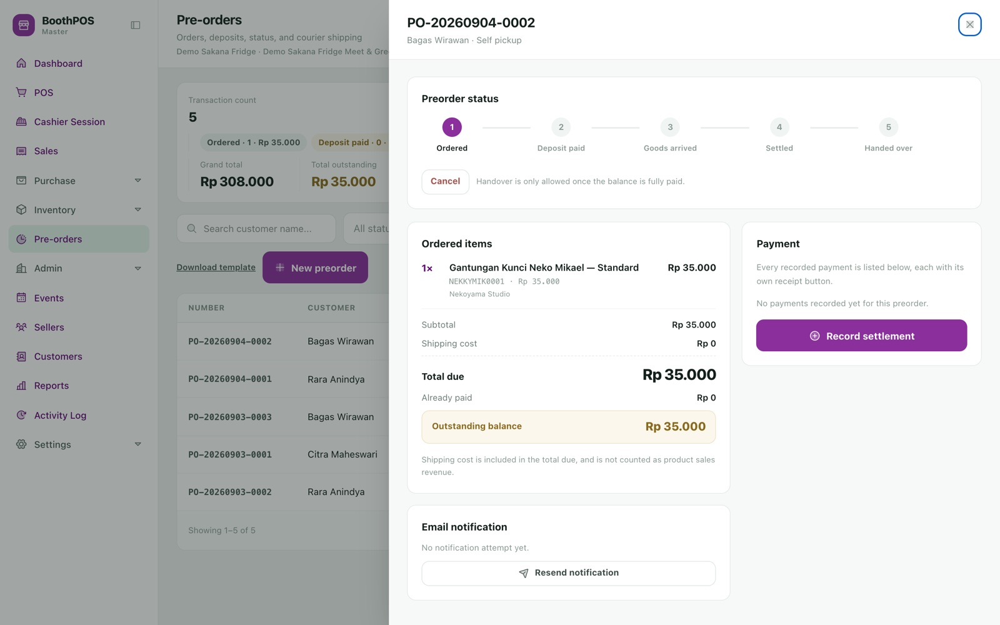 BoothPOS
Master
Dashboard
POS
Cashier Session
Sales
Purchase
Inventory
Pre-orders
Admin
Events
Sellers
Customers
Reports
Activity Log
Settings
Pre-orders
Orders, deposits, status, and courier shipping
Demo Sakana Fridge · Demo Sakana Fridge Meet & Gre
Transaction count
5
Ordered · 1 · Rp 35.000
Deposit paid · 0 ·
Grand total
Total outstanding
Rp 308.000
Rp 35.000
Search customer name...
All statu
Download template
New preorder
NUMBER
CUSTOMER
PO-20260904-0002
Bagas Wirawan
PO-20260904-0001
Rara Anindya
PO-20260903-0003
Bagas Wirawan
PO-20260903-0001
Citra Maheswari
PO-20260903-0002
Rara Anindya
Showing 1–5 of 5
PO-20260904-0002
Bagas Wirawan · Self pickup
Preorder status
1
2
3
4
5
Ordered
Deposit paid
Goods arrived
Settled
Handed over
Cancel
Handover is only allowed once the balance is fully paid.
Ordered items
1×
Gantungan Kunci Neko Mikael — Standard
Rp 35.000
NEKKYMIK0001 · Rp 35.000
Nekoyama Studio
Subtotal
Rp 35.000
Shipping cost
Rp 0
Total due
Rp 35.000
Already paid
Rp 0
Outstanding balance
Rp 35.000
Shipping cost is included in the total due, and is not counted as product sales
revenue.
Payment
Every recorded payment is listed below, each with its
own receipt button.
No payments recorded yet for this preorder.
Record settlement
Email notification
No notification attempt yet.
Resend notification